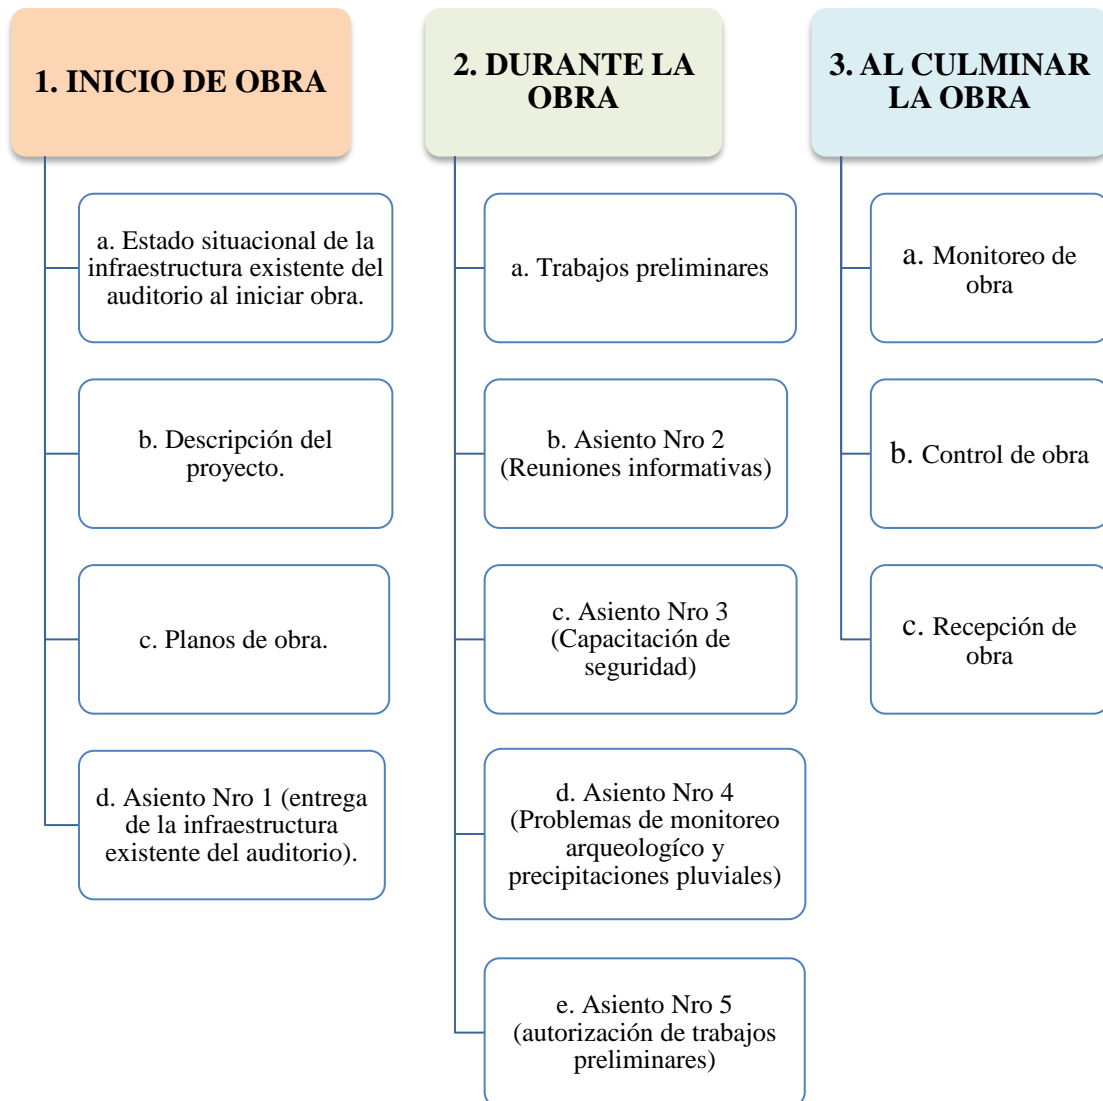 1. INICIO DE OBRA
a. Estado situacional de la
infraestructura existente del
auditorio al iniciar obra.
b. Descripción del
proyecto.
c. Planos de obra.
d. Asiento Nro 1 (entrega
de la infraestructura
existente del auditorio).
2. DURANTE LA
OBRA
a. Trabajos preliminares
b. Asiento Nro 2
(Reuniones informativas)
c. Asiento Nro 3
(Capacitación de
seguridad)
d. Asiento Nro 4
(Problemas de monitoreo
arqueologíco y
precipitaciones pluviales)
e. Asiento Nro 5
(autorización de trabajos
preliminares)
3. AL CULMINAR
LA OBRA
a. Monitoreo de
obra
b. Control de obra
c. Recepción de
obra